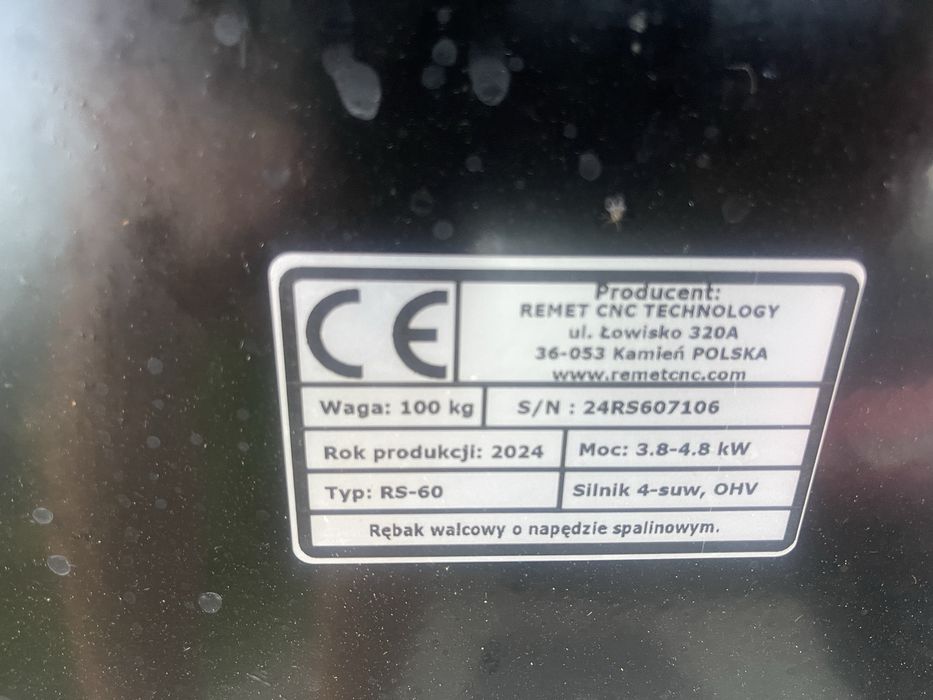 CE
Producent:
REMET CNC TECHNOLOGY
ul. Łowisko 320A
36-053 Kamień POLSKA
www.remetcnc.com
Waga: 100 kg
S/N : 24RS607106
Rok produkcji: 2024
Moc: 3.8-4.8 kW
Typ: RS-60
Silnik 4-suw, OHV
Rębak walcowy o napędzie spalinowym.